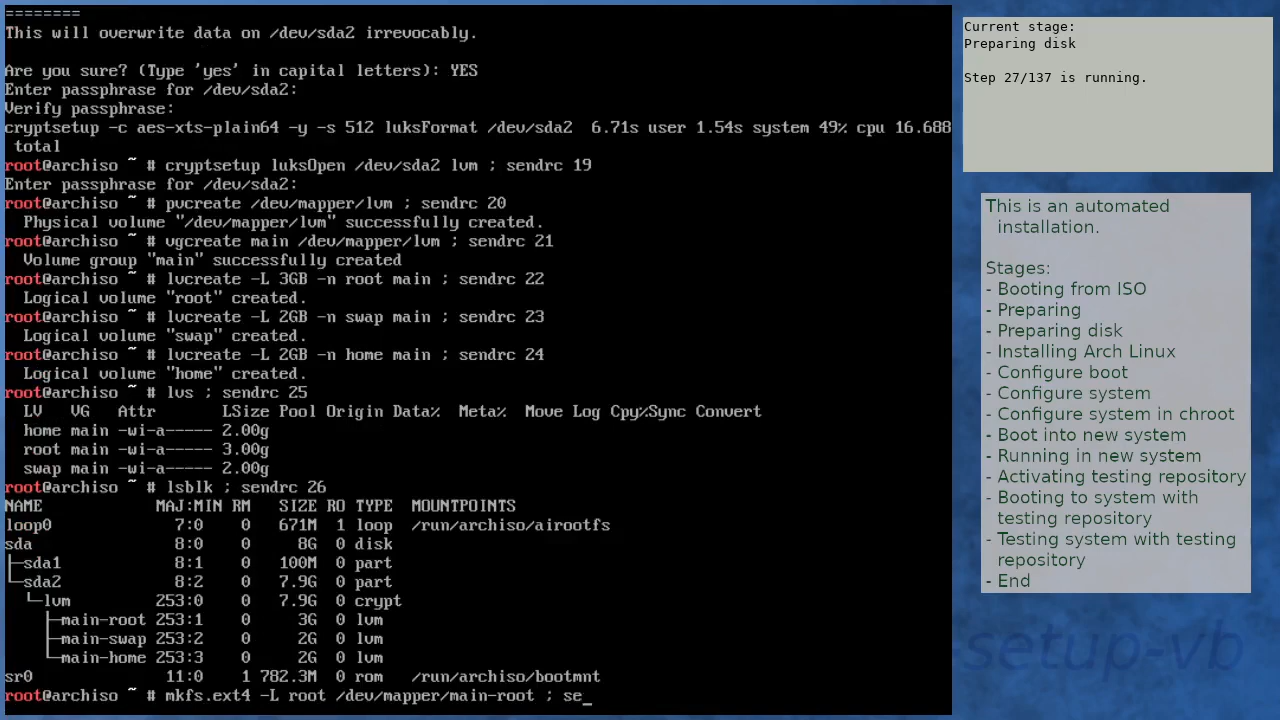 ========
This will overwrite data on /dev/sda2 irrevocably.
Are you sure? (Type 'yes' in capital letters): YES
Enter passphrase for /dev/sda2:
Verify passphrase:
cryptsetup -c aes-xts-plain64 -y -s 512 luksFormat /dev/sda2  6.71s user 1.54s system 49% cpu 16.688
 total
root@archiso ~ # cryptsetup luksOpen /dev/sda2 lvm ; sendrc 19
Enter passphrase for /dev/sda2:
root@archiso ~ # pvcreate /dev/mapper/lvm ; sendrc 20
  Physical volume "/dev/mapper/lvm" successfully created.
root@archiso ~ # vgcreate main /dev/mapper/lvm ; sendrc 21
  Volume group "main" successfully created
root@archiso ~ # lvcreate -L 3GB -n root main ; sendrc 22
  Logical volume "root" created.
root@archiso ~ # lvcreate -L 2GB -n swap main ; sendrc 23
  Logical volume "swap" created.
root@archiso ~ # lvcreate -L 2GB -n home main ; sendrc 24
  Logical volume "home" created.
root@archiso ~ # lvs ; sendrc 25
  LV   VG   Attr       LSize Pool Origin Data%  Meta%  Move Log Cpy%Sync Convert
  home main -wi-a----- 2.00g
  root main -wi-a----- 3.00g
  swap main -wi-a----- 2.00g
root@archiso ~ # lsblk ; sendrc 26
NAME            MAJ:MIN RM   SIZE RO TYPE  MOUNTPOINTS
loop0             7:0    0   671M  1 loop  /run/archiso/airootfs
sda               8:0    0     8G  0 disk
├─sda1            8:1    0   100M  0 part
└─sda2            8:2    0   7.9G  0 part
  └─lvm         253:0    0   7.9G  0 crypt
    ├─main-root 253:1    0     3G  0 lvm
    ├─main-swap 253:2    0     2G  0 lvm
    └─main-home 253:3    0     2G  0 lvm
sr0              11:0    1 782.3M  0 rom   /run/archiso/bootmnt
root@archiso ~ # mkfs.ext4 -L root /dev/mapper/main-root ; se_
Current stage:
Preparing disk
Step 27/137 is running.
This is an automated
installation.
Stages:
- Booting from ISO
- Preparing
- Preparing disk
- Installing Arch Linux
- Configure boot
- Configure system
- Configure system in chroot
- Boot into new system
- Running in new system
- Activating testing repository
- Booting to system with
testing repository
- Testing system with testing
repository
- End
-setup-vb